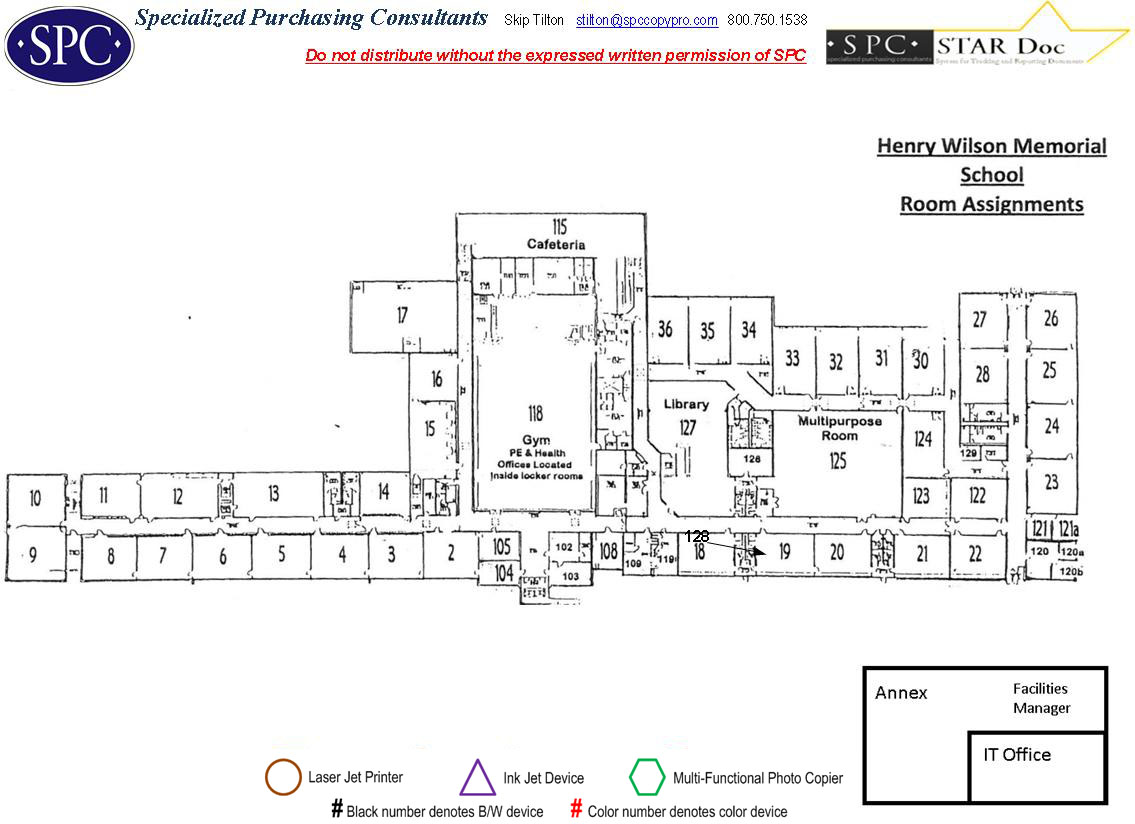 SPC
Specialized Purchasing Consultants Skip Tilton stilton@spccopypro.com 800.750.1538
Do not distribute without the expressed written permission of SPC
• S P C •
specialized purchasing consultants
STAR Doc
System for Tracking and Reporting Documents
Henry Wilson Memorial
School
Room Assignments
115
Cafeteria
17
16
15
118
Gym
PE & Health
Offices Located
Inside locker rooms
36
35
34
33
32
31
30
27
26
28
25
24
23
Library
127
126
Multipurpose
Room
125
124
123
122
129
10
11
12
13
14
9
8
7
6
5
4
3
2
105
104
102
103
108
109
119
128
18
19
20
21
22
121
121a
120
120a
120b
Annex
Facilities
Manager
IT Office
Laser Jet Printer
Ink Jet Device
Multi-Functional Photo Copier
# Black number denotes B/W device
# Color number denotes color device